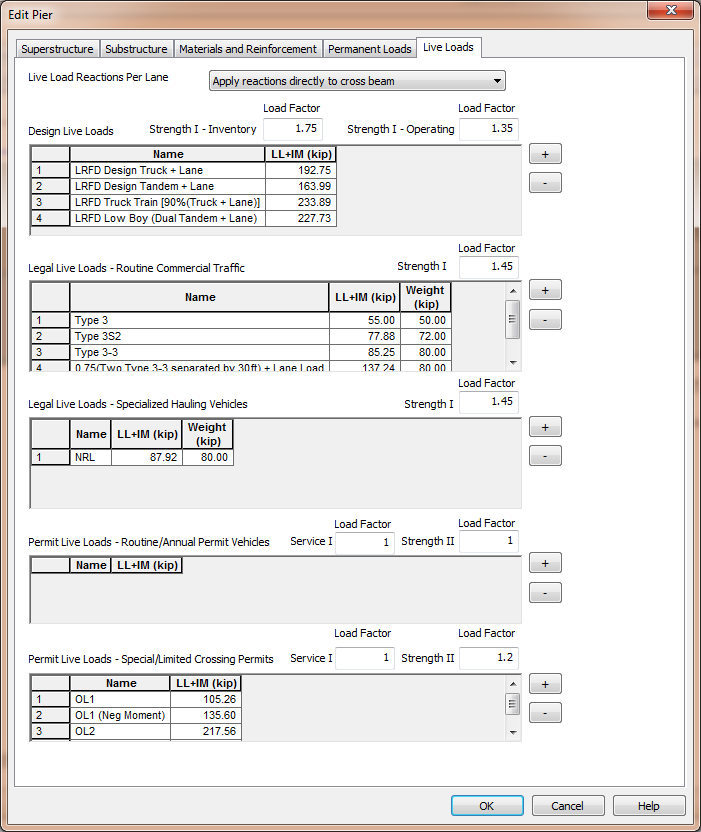 Edit Pier
Superstructure Substructure Materials and Reinforcement Permanent Loads Live Loads
Live Load Reactions Per Lane Apply reactions directly to cross beam
Load Factor Load Factor
Design Live Loads Strength I - Inventory 1.75 Strength I - Operating 1.35
Name LL+IM (kip)
1 LRFD Design Truck + Lane 192.75
2 LRFD Design Tandem + Lane 163.99
3 LRFD Truck Train [90%(Truck + Lane)] 233.89
4 LRFD Low Boy (Dual Tandem + Lane) 227.73
+
-
Load Factor
Legal Live Loads - Routine Commercial Traffic Strength I 1.45
Name LL+IM (kip) Weight (kip)
1 Type 3 55.00 50.00
2 Type 3S2 77.88 72.00
3 Type 3-3 85.25 80.00
4 0.75(Two Type 3-3 separated by 30ft) + Lane Load 137.24 80.00
+
-
Load Factor
Legal Live Loads - Specialized Hauling Vehicles Strength I 1.45
Name LL+IM (kip) Weight (kip)
1 NRL 87.92 80.00
+
-
Load Factor Load Factor
Permit Live Loads - Routine/Annual Permit Vehicles Service I 1 Strength II 1
Name LL+IM (kip)
+
-
Load Factor Load Factor
Permit Live Loads - Special/Limited Crossing Permits Service I 1 Strength II 1.2
Name LL+IM (kip)
1 OL1 105.26
2 OL1 (Neg Moment) 135.60
3 OL2 217.56
+
-
OK Cancel Help